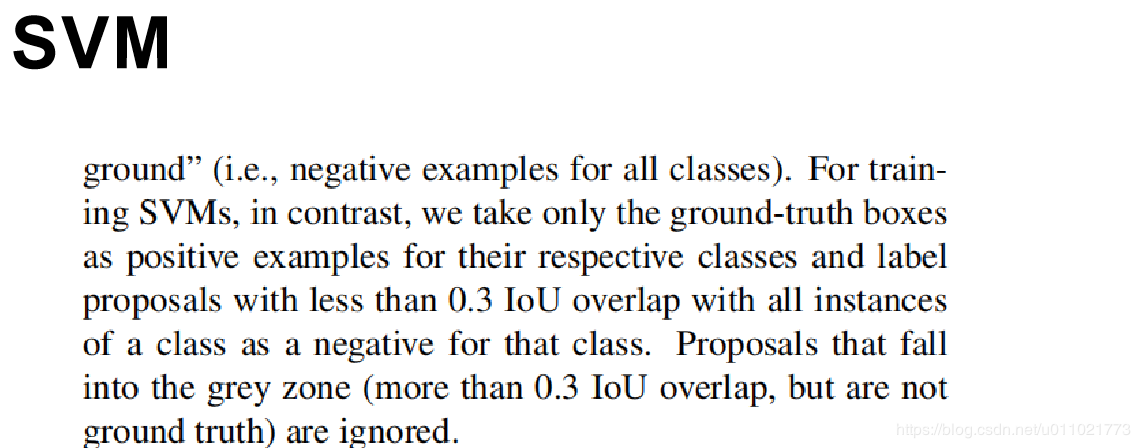 SVM
ground” (i.e., negative examples for all classes). For train-
ing SVMs, in contrast, we take only the ground-truth boxes
as positive examples for their respective classes and label
proposals with less than 0.3 IoU overlap with all instances
of a class as a negative for that class. Proposals that fall
into the grey zone (more than 0.3 IoU overlap, but are not
ground truth) are ignored.
https://blog.csdn.net/u011021773